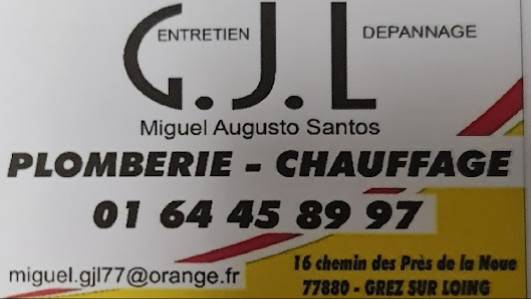 ENTRETIEN DEPANNAGE
G.J.L
Miguel Augusto Santos
PLOMBERIE - CHAUFFAGE
01 64 45 89 97
miguel.gjl77@orange.fr
16 chemin des Près de la Noue
77880 - GREZ SUR LOING